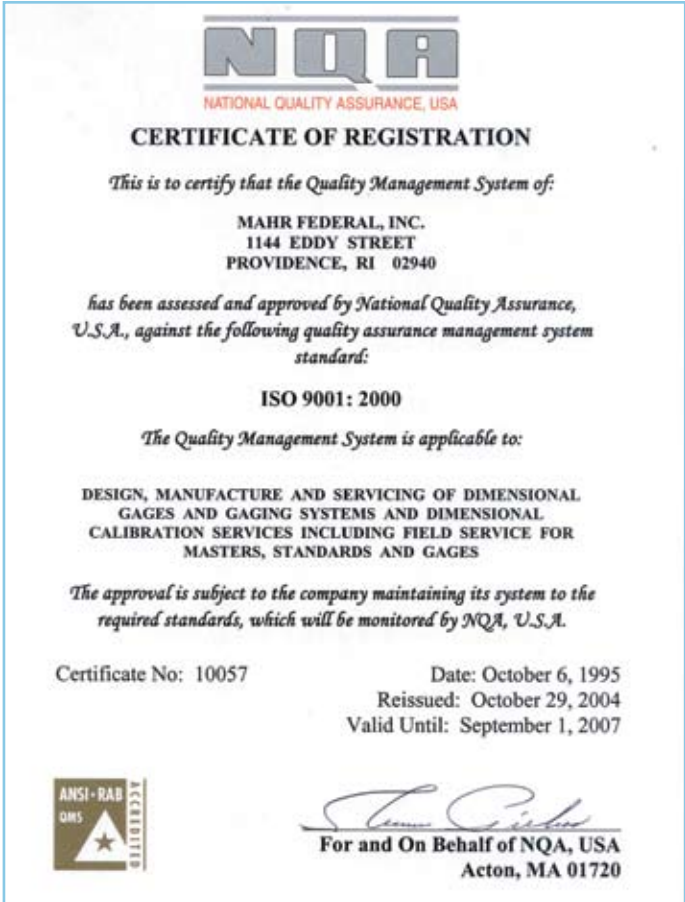 NQA
NATIONAL QUALITY ASSURANCE, USA
CERTIFICATE OF REGISTRATION
This is to certify that the Quality Management System of:
MAHR FEDERAL, INC.
1144 EDDY STREET
PROVIDENCE, RI 02940
has been assessed and approved by National Quality Assurance,
U.S.A., against the following quality assurance management system
standard:
ISO 9001: 2000
The Quality Management System is applicable to:
DESIGN, MANUFACTURE AND SERVICING OF DIMENSIONAL
GAGES AND GAGING SYSTEMS AND DIMENSIONAL
CALIBRATION SERVICES INCLUDING FIELD SERVICE FOR
MASTERS, STANDARDS AND GAGES
The approval is subject to the company maintaining its system to the
required standards, which will be monitored by NQA, U.S.A.
Certificate No: 10057
Date: October 6, 1995
Reissued: October 29, 2004
Valid Until: September 1, 2007
ANSI·RAB
QMS
ACCREDITED
For and On Behalf of NQA, USA
Acton, MA 01720